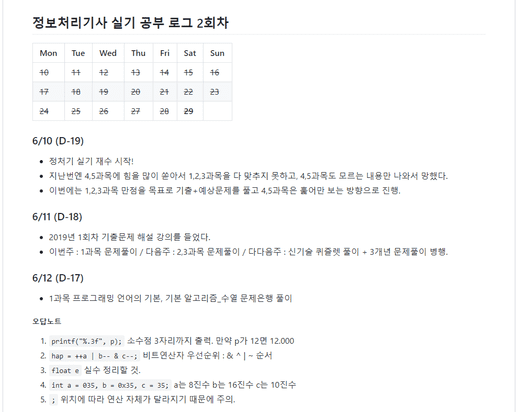 정보처리기사 실기 공부 로그 2회차
Mon Tue Wed Thu Fri Sat Sun
10 11 12 13 14 15 16
17 18 19 20 21 22 23
24 25 26 27 28 29
6/10 (D-19)
정처기 실기 재수 시작!
지난번엔 4,5과목에 힘을 많이 쏟아서 1,2,3과목을 다 맞추지 못하고, 4,5과목도 모르는 내용만 나와서 망했다.
이번에는 1,2,3과목 만점을 목표로 기출+예상문제를 풀고 4,5과목은 훑어만 보는 방향으로 진행.
6/11 (D-18)
2019년 1회차 기출문제 해설 강의를 들었다.
이번주 : 1과목 문제풀이 / 다음주 : 2,3과목 문제풀이 / 다다음주 : 신기술 퀴즐렛 풀이 + 3개년 문제풀이 병행.
6/12 (D-17)
1과목 프로그래밍 언어의 기본, 기본 알고리즘_수열 문제은행 풀이
오답노트
1. printf("%.3f", p); 소수점 3자리까지 출력. 만약 p가 12면 12.000
2. hap = ++a | b-- & c--; 비트연산자 우선순위 : & ^ | ~ 순서
3. float e 실수 정리할 것.
4. int a = 035, b = 0x35, c = 35; a는 8진수 b는 16진수 c는 10진수
5. ; 위치에 따라 연산 자체가 달라지기 때문에 주의.